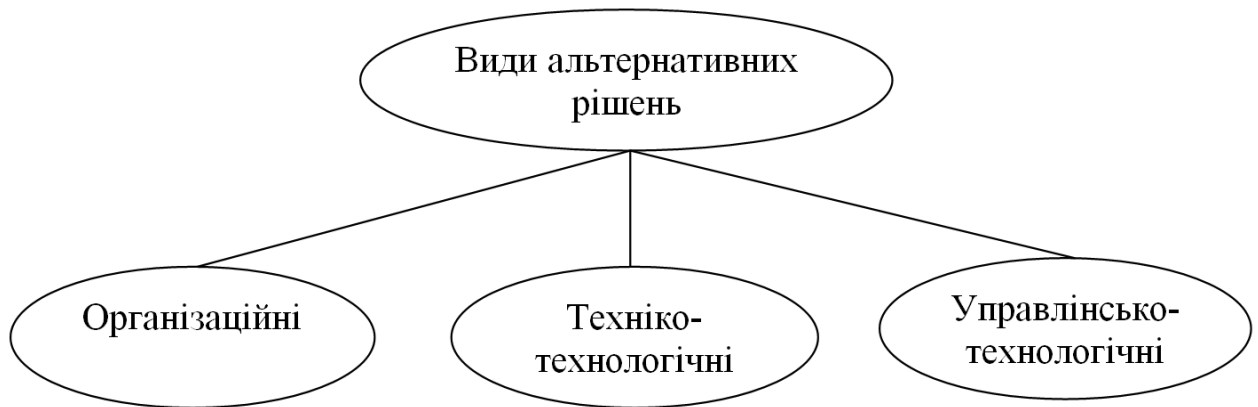 Види альтернативних
рішень
Організаційні
Техніко-
технологічні
Управлінсько-
технологічні